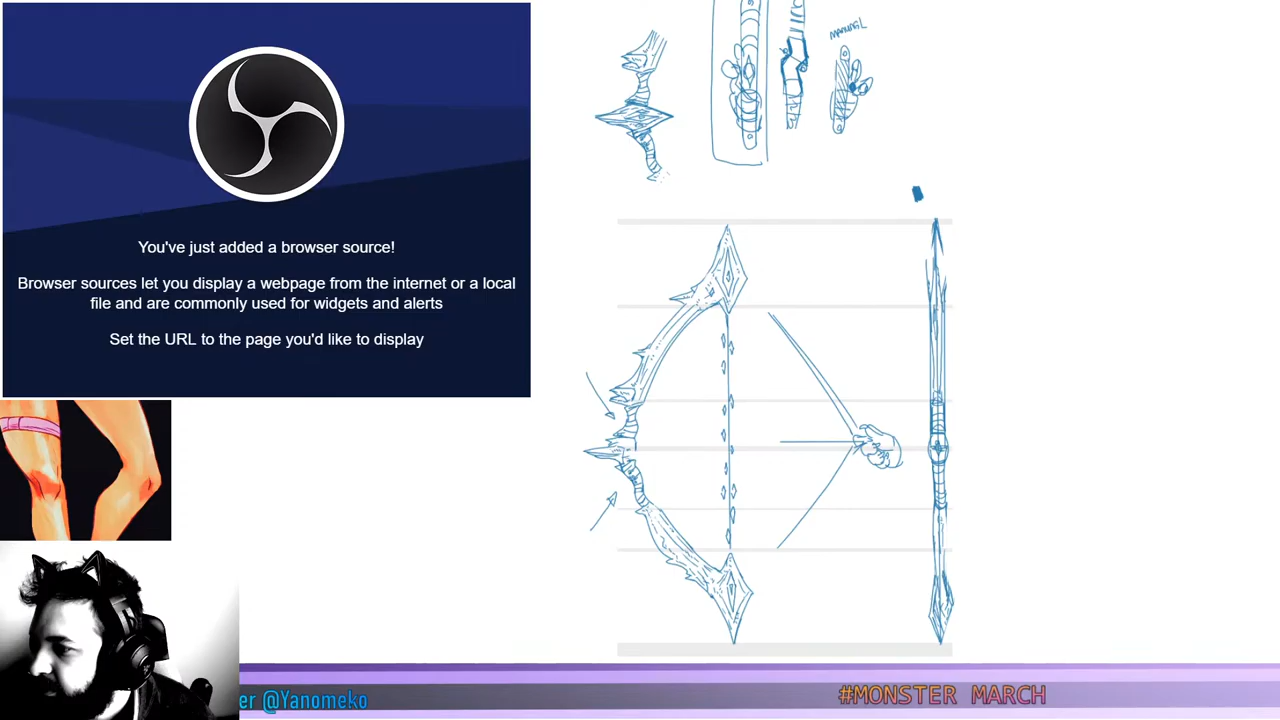 You've just added a browser source!
Browser sources let you display a webpage from the internet or a local
file and are commonly used for widgets and alerts
Set the URL to the page you'd like to display
er @Yanomeko
#MONSTER MARCH